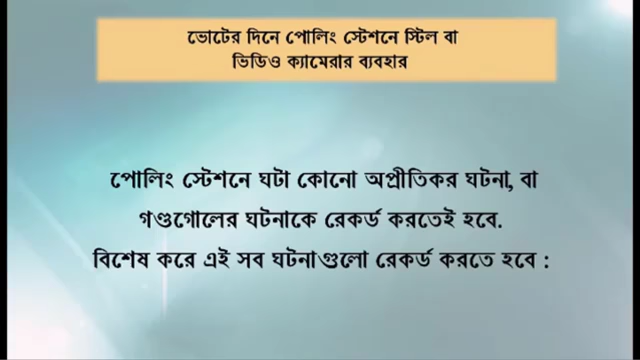 ভোটের দিনে পোলিং স্টেশনে স্টিল বা
ভিডিও ক্যামেরার ব্যবহার
পোলিং স্টেশনে ঘটা কোনো অপ্রীতিকর ঘটনা, বা
গণ্ডগোলের ঘটনাকে রেকর্ড করতেই হবে.
বিশেষ করে এই সব ঘটনাগুলো রেকর্ড করতে হবে :